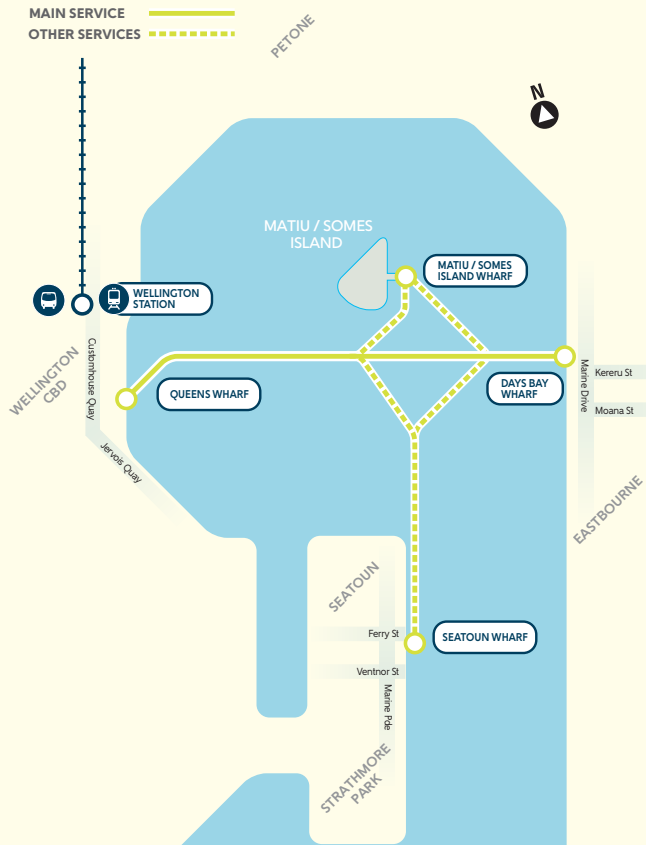 MAIN SERVICE
OTHER SERVICES
PETONE
N
MATIU / SOMES
ISLAND
MATIU / SOMES
ISLAND WHARF
WELLINGTON
STATION
WELLINGTON
CBD
Customhouse Quay
QUEENS WHARF
DAYS BAY
WHARF
Marine Drive
Kereru St
Moana St
Jervois Quay
EASTBOURNE
SEATOUN
Ferry St
SEATOUN WHARF
Ventnor St
Marine Pde
STRATHMORE
PARK